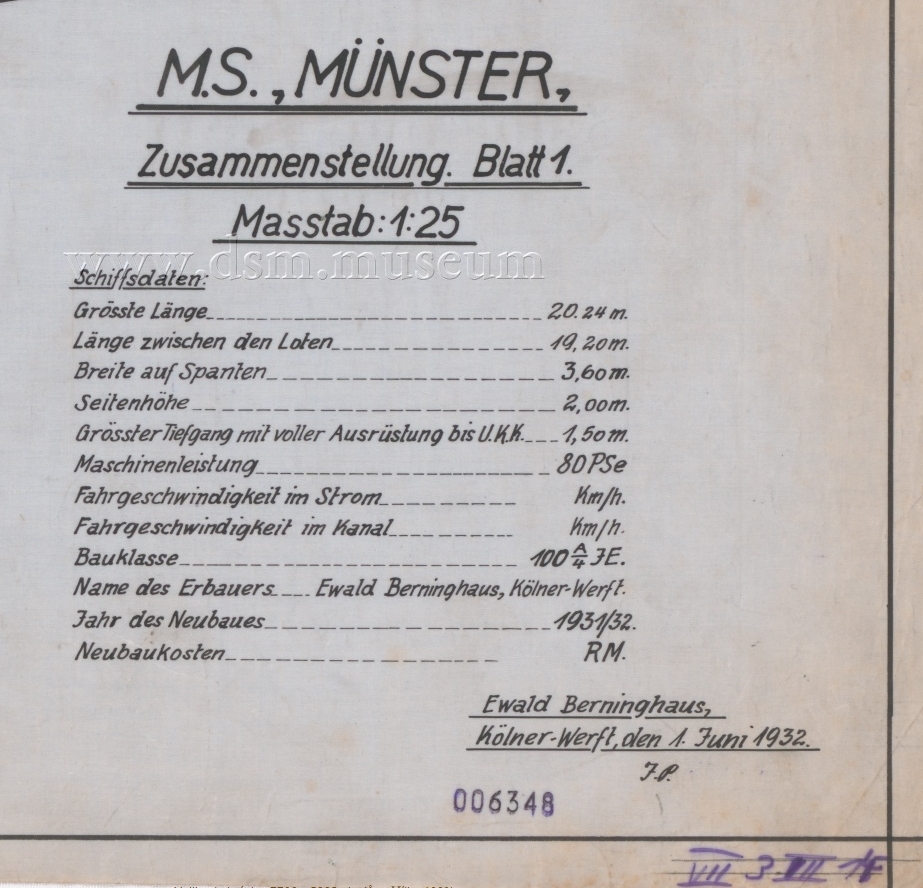 M.S. „MÜNSTER„
Zusammenstellung. Blatt 1.
Masstab: 1:25
www.dsm.museum
Schiffsdaten:
Grösste Länge 20.24 m.
Länge zwischen den Loten 19,20 m.
Breite auf Spanten 3,60 m.
Seitenhöhe 2,00 m.
Grösster Tiefgang mit voller Ausrüstung bis U.K.K. 1,50 m.
Maschinenleistung 80 PSe
Fahrgeschwindigkeit im Strom Km/h.
Fahrgeschwindigkeit im Kanal Km/h.
Bauklasse 100 A/4 JE.
Name des Erbauers Ewald Berninghaus, Kölner-Werft.
Jahr des Neubaues 1931/32.
Neubaukosten RM.
Ewald Berninghaus,
Kölner-Werft, den 1. Juni 1932.
J.P.
006348
VII 3.